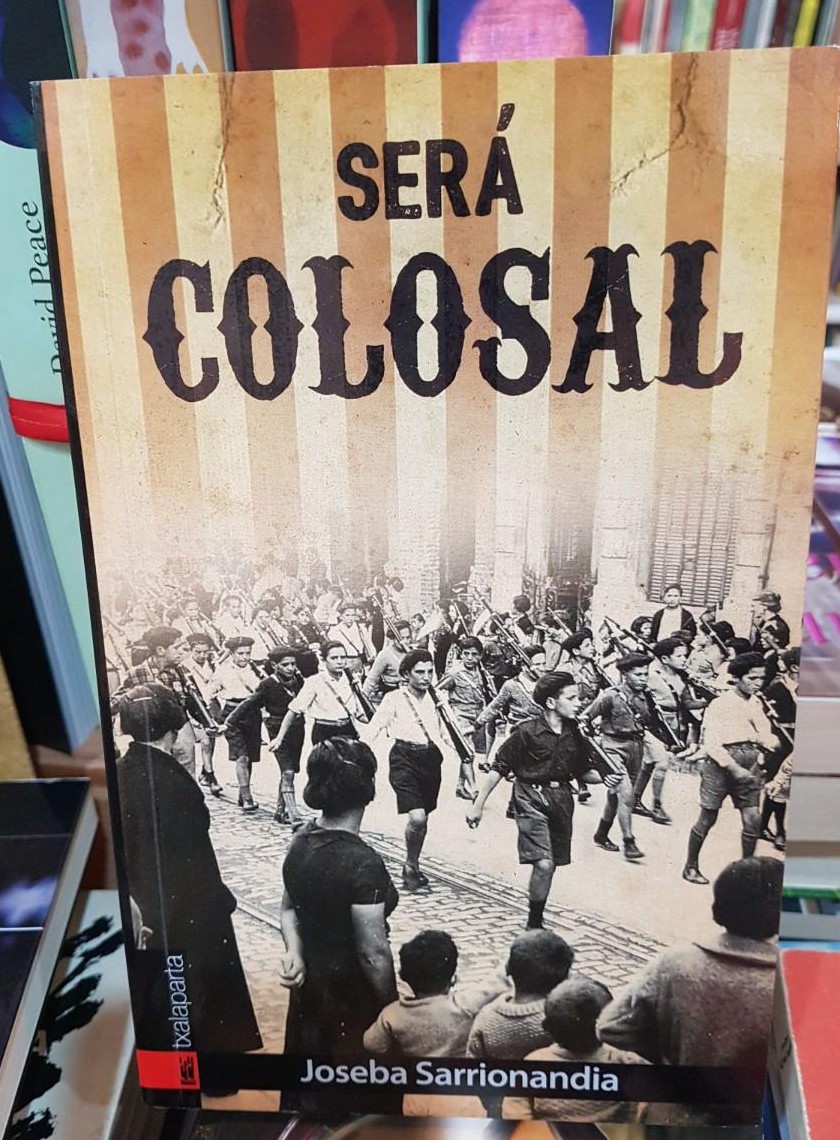 SERÁ
COLOSAL
David Peace
txalaparta
Joseba Sarrionandia